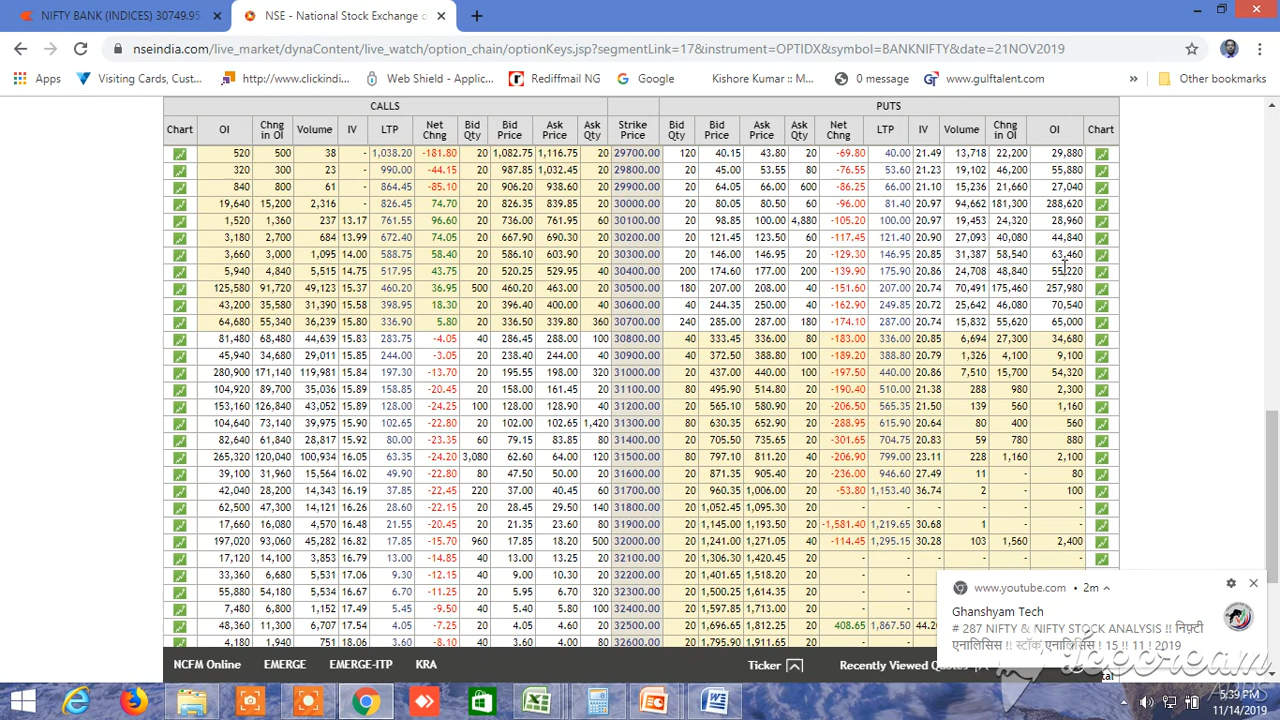 NIFTY BANK (INDICES) 30749.95 × NSE - National Stock Exchange o × +
nseindia.com/live_market/dynaContent/live_watch/option_chain/optionKeys.jsp?segmentLink=17&instrument=OPTIDX&symbol=BANKNIFTY&date=21NOV2019
Apps Visiting Cards, Cust... http://www.clickindi... Web Shield - Applic... Rediffmail NG Google Kishore Kumar :: M... 0 message www.gulftalent.com » Other bookmarks
CALLS PUTS
Chart OI Chng in OI Volume IV LTP Net Chng Bid Qty Bid Price Ask Price Ask Qty Strike Price Bid Qty Bid Price Ask Price Ask Qty Net Chng LTP IV Volume Chng in OI OI Chart
520 500 38 - 1,038.20 -181.80 20 1,082.75 1,116.75 20 29700.00 120 40.15 43.80 20 -69.80 40.00 21.49 13,718 22,200 29,880
320 300 23 - 990.00 -44.15 20 987.85 1,032.45 20 29800.00 20 45.00 53.55 80 -76.55 53.60 21.23 19,102 46,200 55,880
840 800 61 - 864.45 -85.10 20 906.20 938.60 20 29900.00 20 64.05 66.00 600 -86.25 66.00 21.10 15,236 21,660 27,040
19,640 15,200 2,316 - 826.45 74.70 20 826.35 839.85 20 30000.00 20 80.05 80.50 60 -96.00 81.40 20.97 94,662 181,300 288,620
1,520 1,360 237 13.17 761.95 96.60 20 736.00 761.95 60 30100.00 20 98.85 100.00 4,880 -105.20 100.00 20.97 19,453 24,320 28,960
3,180 2,700 684 13.99 672.40 74.05 20 667.90 690.30 20 30200.00 20 121.45 123.50 60 -117.45 121.40 20.90 27,093 40,080 44,840
3,660 3,000 1,095 14.00 588.75 58.40 20 586.10 603.90 20 30300.00 20 146.00 146.95 20 -129.30 146.95 20.85 31,387 58,540 63,460
5,940 4,840 5,515 14.75 517.95 43.75 20 520.25 529.95 40 30400.00 200 174.60 177.00 200 -139.90 175.90 20.86 24,708 48,840 55,220
125,580 91,720 49,123 15.37 460.20 36.95 500 460.20 463.00 20 30500.00 180 207.00 208.00 40 -151.60 207.00 20.74 70,491 175,460 257,980
43,200 35,580 31,390 15.58 398.95 18.30 20 396.40 400.00 40 30600.00 40 244.35 250.00 40 -162.90 249.85 20.72 25,642 46,080 70,540
64,680 55,340 36,239 15.80 336.90 5.80 20 336.50 339.80 360 30700.00 240 285.00 287.00 180 -174.10 287.00 20.74 15,832 55,620 65,000
81,480 68,480 44,639 15.83 283.75 -4.05 40 286.45 288.00 100 30800.00 40 333.45 336.00 80 -183.00 336.00 20.85 6,694 27,300 34,680
45,940 34,680 29,011 15.85 244.00 -3.05 20 238.40 244.00 20 30900.00 40 372.50 388.80 100 -189.20 388.80 20.79 1,326 4,100 9,100
280,900 171,140 119,981 15.84 197.30 -13.70 20 195.55 198.00 320 31000.00 20 437.00 440.00 100 -197.50 440.00 20.86 7,510 15,700 54,320
104,920 89,700 35,036 15.89 158.85 -20.45 20 158.00 161.45 20 31100.00 80 495.90 514.80 20 -190.40 510.00 21.38 288 980 2,300
153,160 126,840 43,052 15.89 128.00 -24.25 100 128.00 128.90 40 31200.00 20 565.10 580.90 20 -206.50 565.35 21.50 139 560 1,160
104,640 73,140 39,975 15.90 102.65 -22.80 20 102.00 102.65 1,420 31300.00 80 630.35 652.90 20 -288.95 615.90 20.64 80 400 560
82,640 61,840 28,817 15.92 80.00 -23.35 60 79.15 83.85 80 31400.00 20 705.50 735.65 20 -301.65 704.75 20.83 59 780 880
265,320 120,040 100,934 16.05 63.35 -24.20 3,080 62.60 64.00 120 31500.00 80 797.10 811.20 40 -206.90 799.00 23.11 228 1,160 2,100
39,100 31,960 15,564 16.02 49.90 -22.80 80 47.50 50.00 20 31600.00 20 871.35 905.40 20 -236.00 946.60 27.49 11 - 80
42,040 28,200 14,343 16.19 37.85 -22.45 220 37.00 40.45 60 31700.00 20 960.35 1,006.00 20 -53.80 1,153.40 36.74 2 - 100
62,500 47,300 14,121 16.26 28.60 -22.15 20 28.45 29.50 140 31800.00 20 1,052.45 1,095.30 20 - - - - - -
17,660 16,080 4,570 16.48 21.55 -20.45 20 21.35 23.60 80 31900.00 20 1,145.00 1,193.50 20 -1,581.40 1,219.65 30.68 1 - -
197,020 93,060 45,282 16.82 17.85 -15.70 960 17.85 18.20 500 32000.00 20 1,241.00 1,271.05 40 -114.45 1,295.15 30.28 103 1,560 2,400
17,120 14,100 3,853 16.79 13.25 -14.85 40 13.00 13.25 20 32100.00 20 1,306.30 1,420.45 20 - - - - - -
33,360 6,680 5,531 17.06 9.30 -12.15 40 9.00 10.30 20 32200.00 20 1,401.65 1,518.20 20 - -
55,880 54,180 5,534 16.67 6.70 -11.25 20 5.95 6.70 320 32300.00 20 1,500.25 1,614.35 20 - -
7,480 6,800 1,152 17.49 5.45 -9.50 40 5.40 5.80 100 32400.00 20 1,597.85 1,713.00 20 - -
48,360 11,300 6,707 17.54 4.05 -7.25 20 4.05 4.60 20 32500.00 20 1,696.65 1,812.25 20 408.65 1,867.50
4,180 1,940 751 18.06 3.60 -8.10 40 3.60 4.00 80 32600.00 20 1,795.90 1,911.65 20 - -
www.youtube.com • 2m
Ghanshyam Tech
# 287 NIFTY & NIFTY STOCK ANALYSIS !! निफ़्टी
एनालिसिस !! स्टॉक एनालिसिस ! 15 !! 11 ! 2019
NCFM Online EMERGE EMERGE-ITP KRA Ticker Recently Viewed
icecream
APPS
5:39 PM
11/14/2019